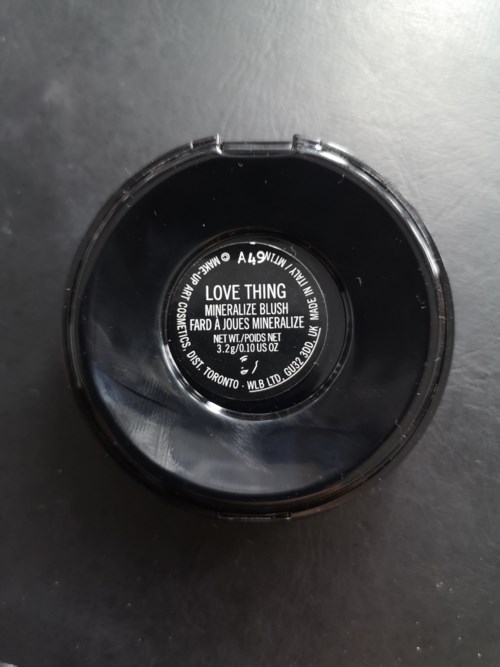 LOVE THING
MINERALIZE BLUSH
FARD À JOUES MINERALIZE
NET WT./POIDS NET
3.2g/0.10 US OZ
© MAKE-UP ART COSMETICS, DIST. TORONTO · WLB LTD., GU32 3DD, UK MADE IN ITALY/
A49